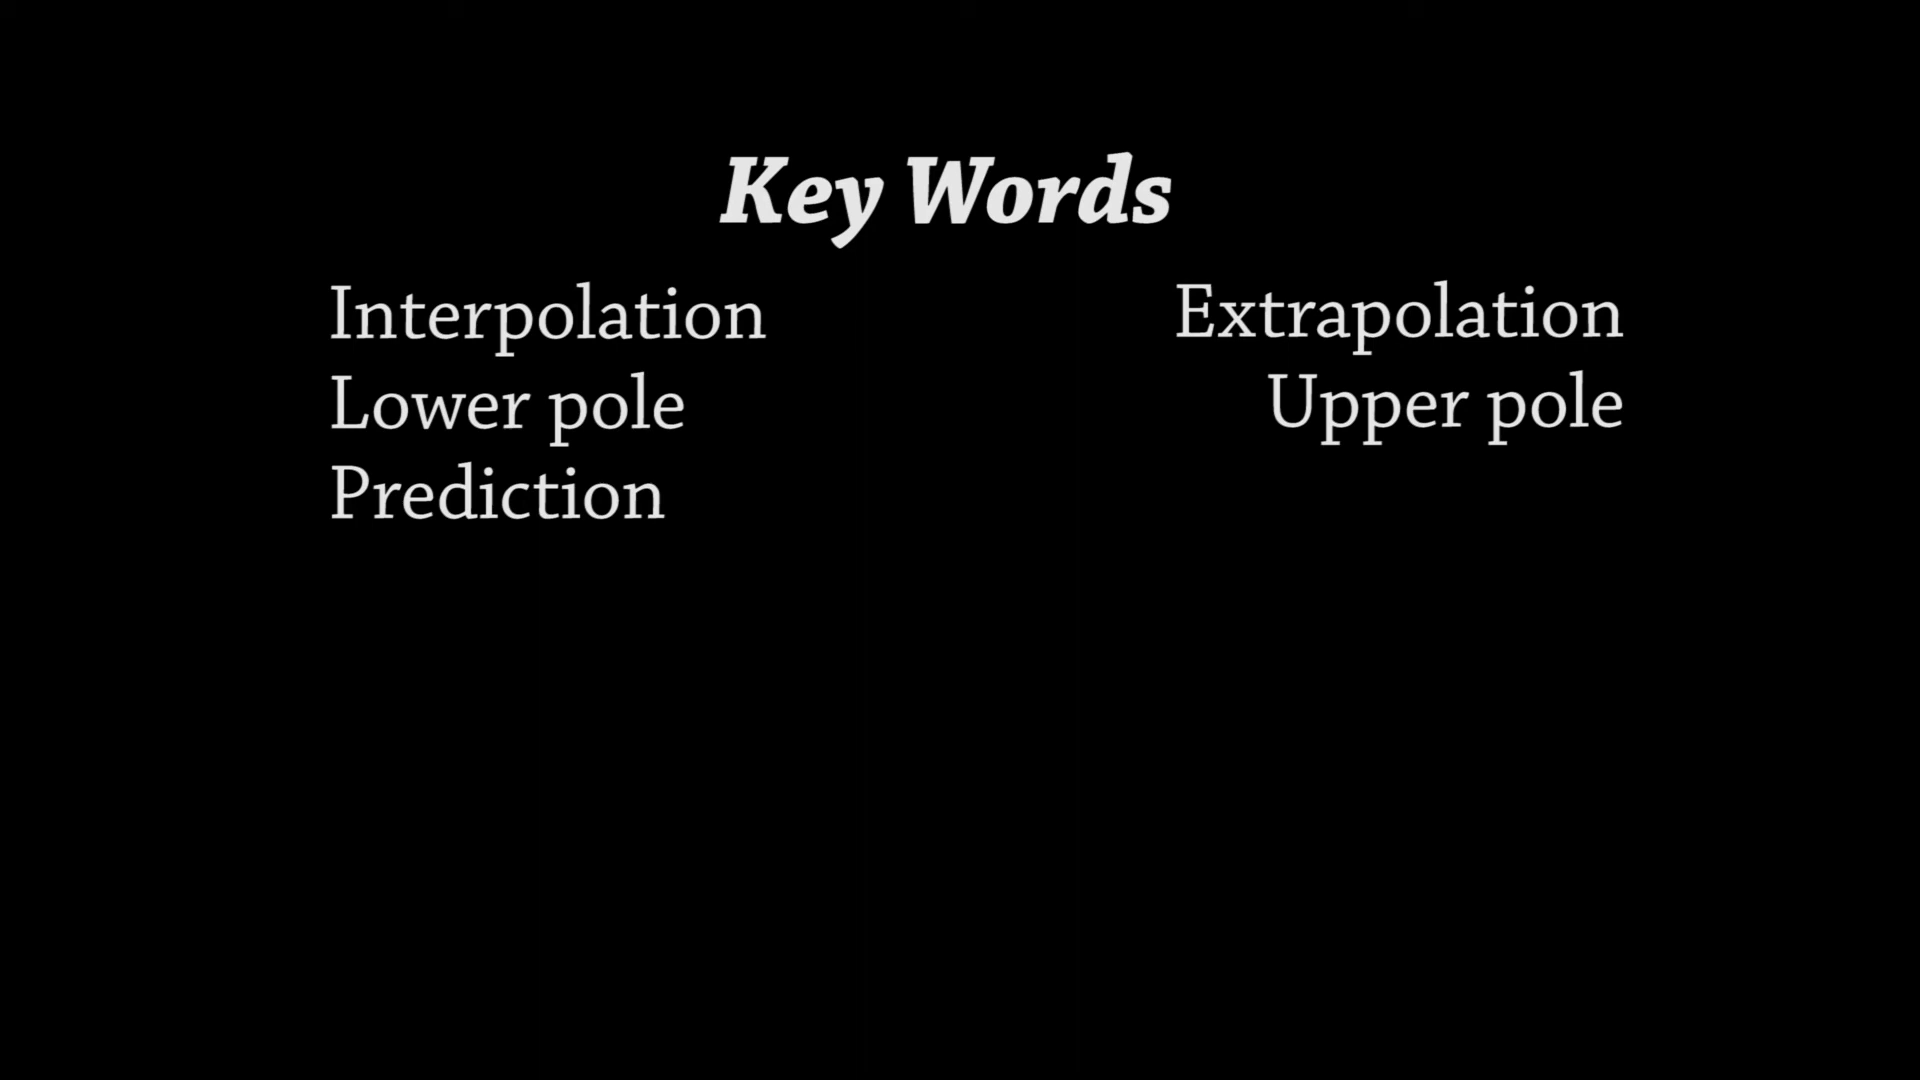 Key Words
Interpolation
Extrapolation
Lower pole
Upper pole
Prediction